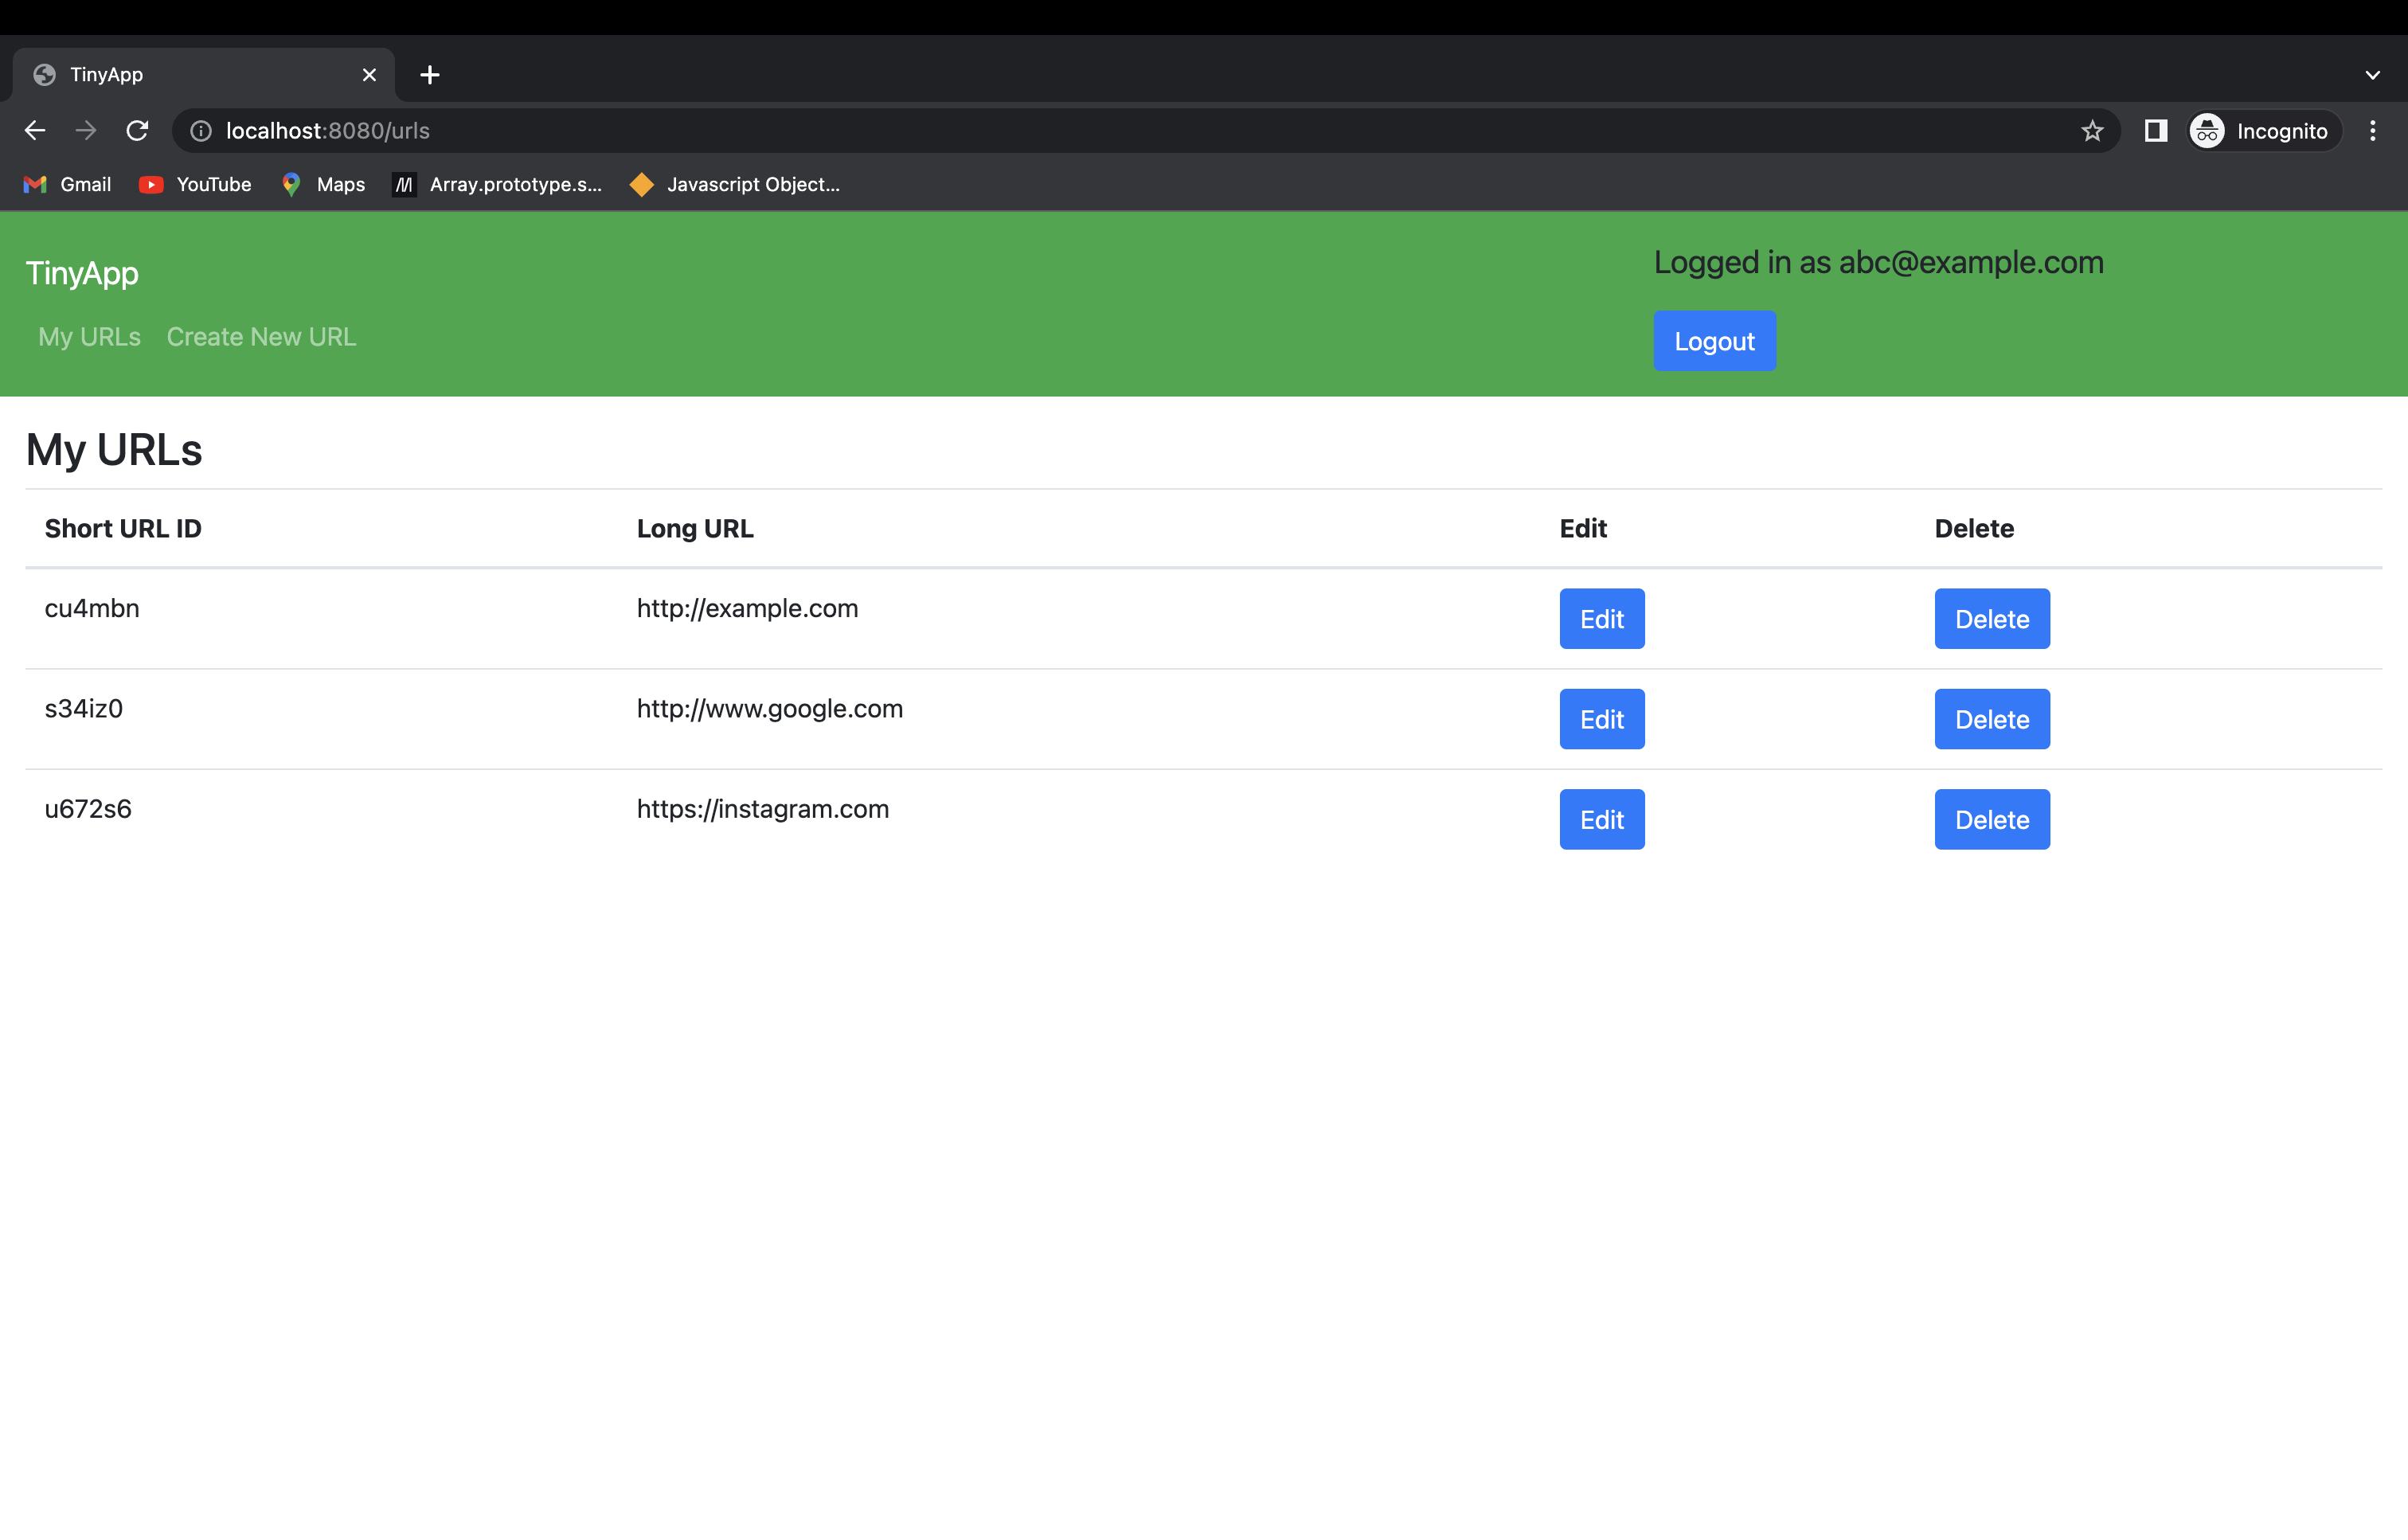 TinyApp
localhost:8080/urls
Incognito
Gmail YouTube Maps Array.prototype.s... Javascript Object...
TinyApp
Logged in as abc@example.com
My URLs Create New URL
Logout
My URLs
Short URL ID Long URL Edit Delete
cu4mbn http://example.com Edit Delete
s34iz0 http://www.google.com Edit Delete
u672s6 https://instagram.com Edit Delete